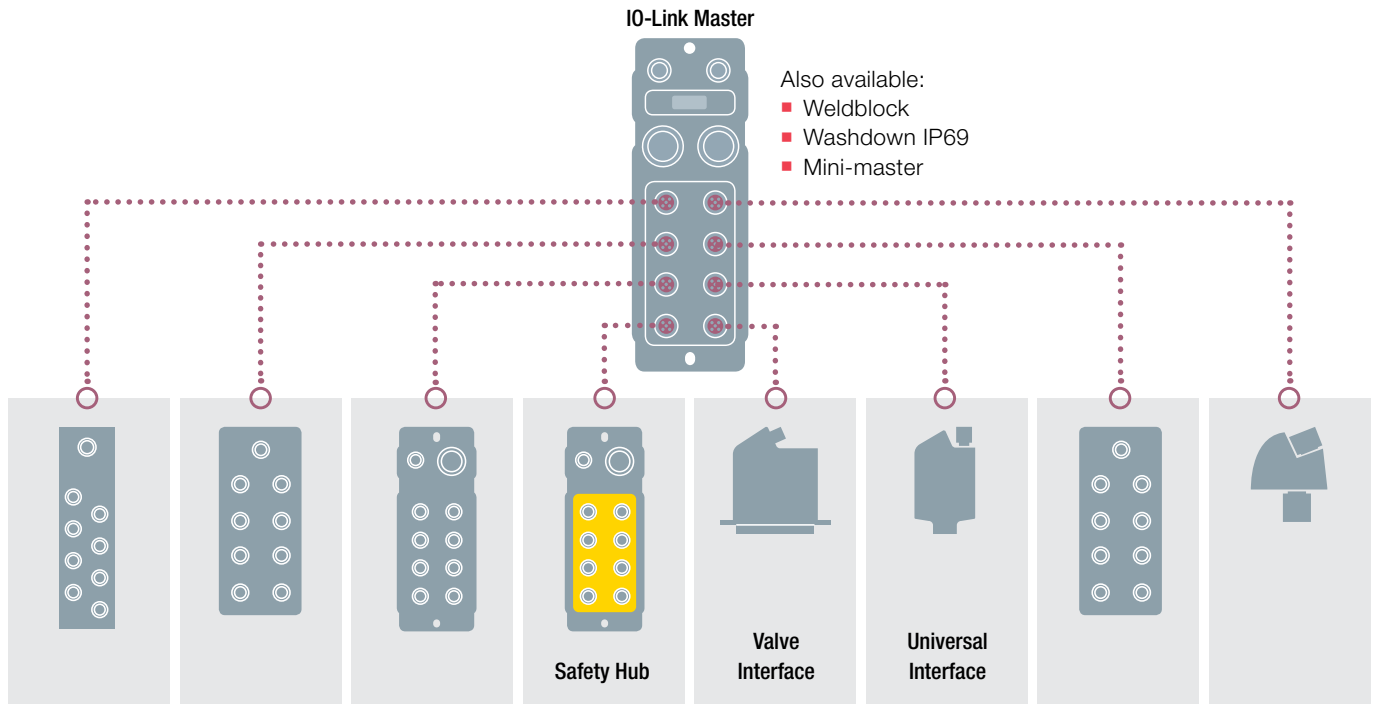 IO-Link Master
Also available:
Weldblock
Washdown IP69
Mini-master
Safety Hub
Valve
Interface
Universal
Interface